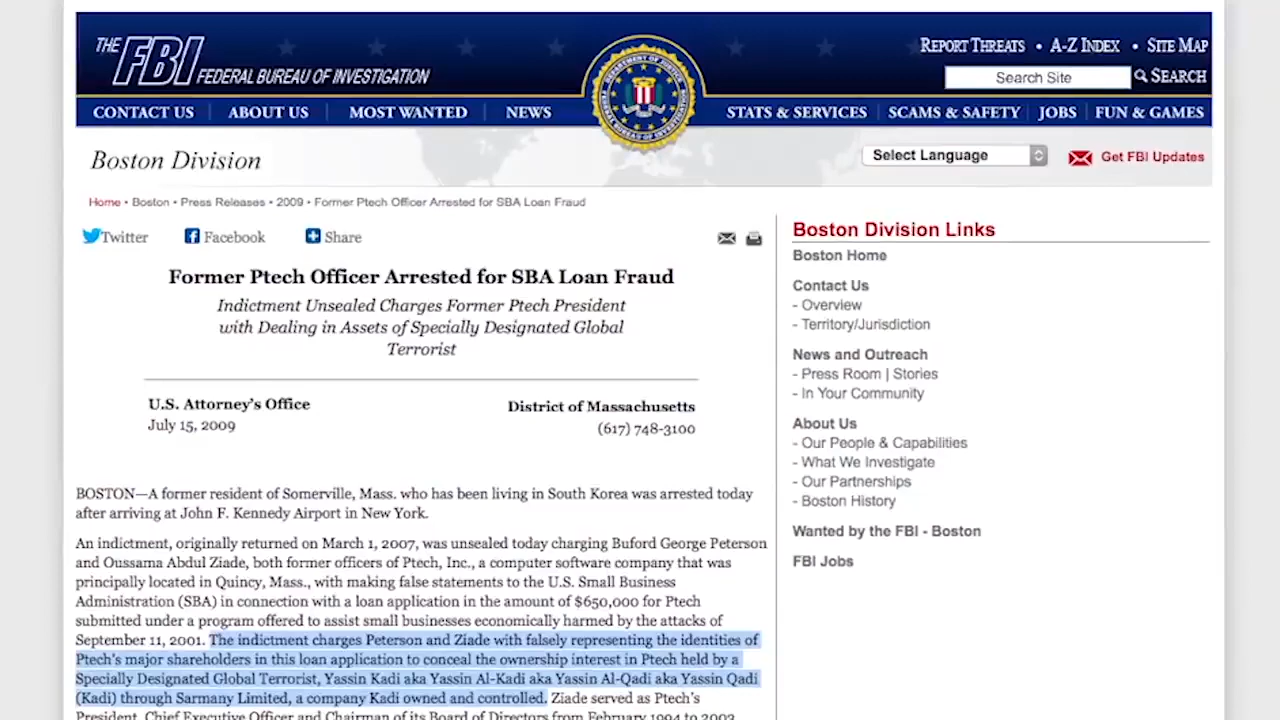 THE FBI FEDERAL BUREAU OF INVESTIGATION
REPORT THREATS • A-Z INDEX • SITE MAP
Search Site SEARCH
CONTACT US ABOUT US MOST WANTED NEWS STATS & SERVICES SCAMS & SAFETY JOBS FUN & GAMES
Boston Division
Select Language Get FBI Updates
Home • Boston • Press Releases • 2009 • Former Ptech Officer Arrested for SBA Loan Fraud
Twitter Facebook Share
Former Ptech Officer Arrested for SBA Loan Fraud
Indictment Unsealed Charges Former Ptech President
with Dealing in Assets of Specially Designated Global
Terrorist
U.S. Attorney's Office
July 15, 2009
District of Massachusetts
(617) 748-3100
BOSTON—A former resident of Somerville, Mass. who has been living in South Korea was arrested today
after arriving at John F. Kennedy Airport in New York.
An indictment, originally returned on March 1, 2007, was unsealed today charging Buford George Peterson
and Oussama Abdul Ziade, both former officers of Ptech, Inc., a computer software company that was
principally located in Quincy, Mass., with making false statements to the U.S. Small Business
Administration (SBA) in connection with a loan application in the amount of $650,000 for Ptech
submitted under a program offered to assist small businesses economically harmed by the attacks of
September 11, 2001. The indictment charges Peterson and Ziade with falsely representing the identities of
Ptech's major shareholders in this loan application to conceal the ownership interest in Ptech held by a
Specially Designated Global Terrorist, Yassin Kadi aka Yassin Al-Kadi aka Yassin Al-Qadi aka Yassin Qadi
(Kadi) through Sarmany Limited, a company Kadi owned and controlled. Ziade served as Ptech's
President, Chief Executive Officer and Chairman of its Board of Directors from February 1994 to 2003
Boston Division Links
Boston Home
Contact Us
- Overview
- Territory/Jurisdiction
News and Outreach
- Press Room | Stories
- In Your Community
About Us
- Our People & Capabilities
- What We Investigate
- Our Partnerships
- Boston History
Wanted by the FBI - Boston
FBI Jobs